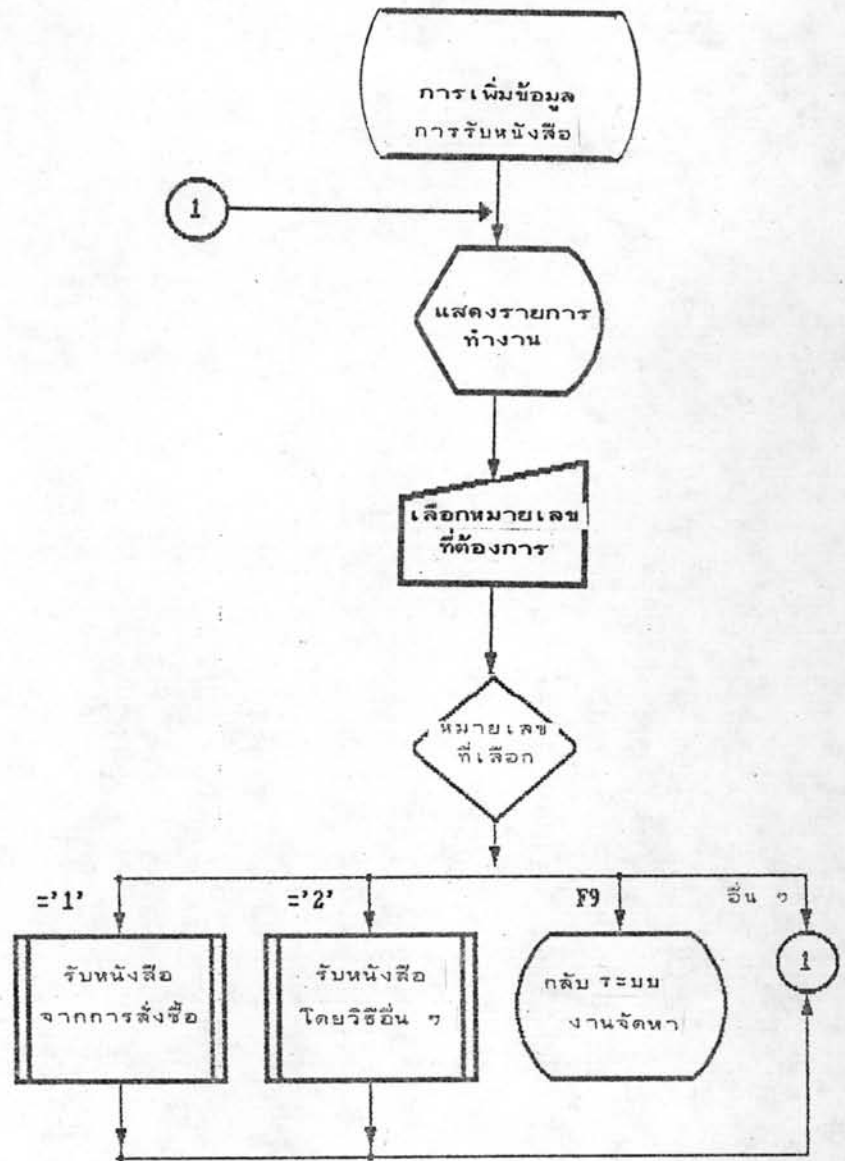 การเพิ่มข้อมูล
การรับหนังสือ
1
แสดงรายการ
ทำงาน
เลือกหมายเลข
ที่ต้องการ
หมายเลข
ที่เลือก
='1'
='2'
F9
อื่น ๆ
รับหนังสือ
จากการสั่งซื้อ
รับหนังสือ
โดยวิธีอื่น ๆ
กลับ ระบบ
งานจัดหา
1